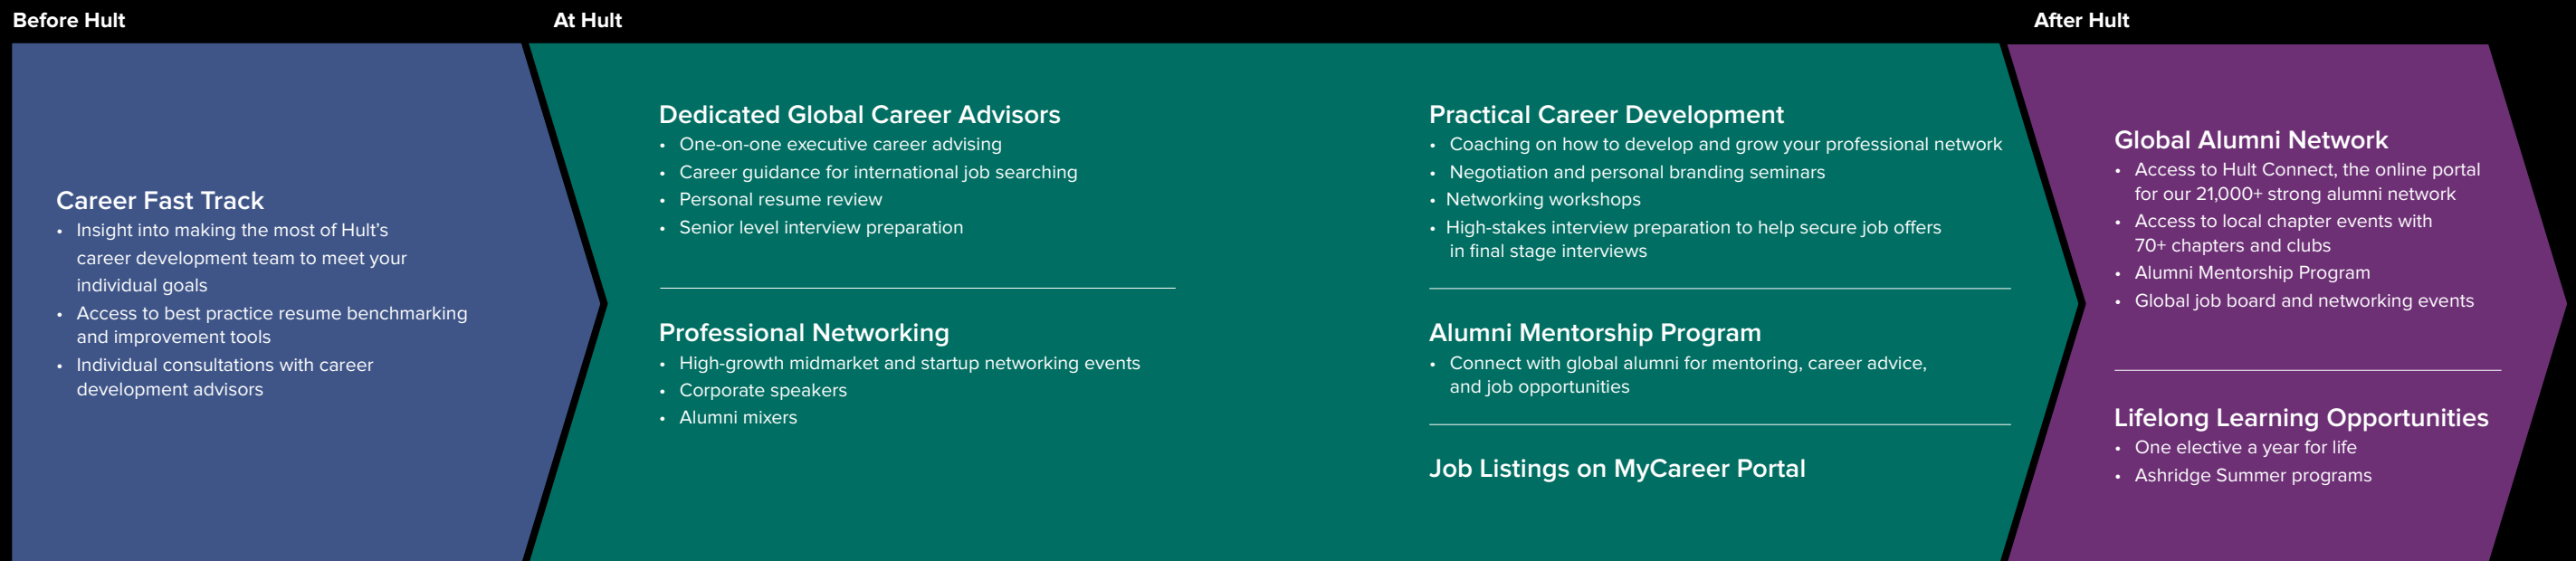 Before Hult
At Hult
After Hult
Career Fast Track
• Insight into making the most of Hult's
career development team to meet your
individual goals
• Access to best practice resume benchmarking
and improvement tools
• Individual consultations with career
development advisors
Dedicated Global Career Advisors
• One-on-one executive career advising
• Career guidance for international job searching
• Personal resume review
• Senior level interview preparation
Professional Networking
• High-growth midmarket and startup networking events
• Corporate speakers
• Alumni mixers
Practical Career Development
• Coaching on how to develop and grow your professional network
• Negotiation and personal branding seminars
• Networking workshops
• High-stakes interview preparation to help secure job offers
in final stage interviews
Alumni Mentorship Program
• Connect with global alumni for mentoring, career advice,
and job opportunities
Job Listings on MyCareer Portal
Global Alumni Network
• Access to Hult Connect, the online portal
for our 21,000+ strong alumni network
• Access to local chapter events with
70+ chapters and clubs
• Alumni Mentorship Program
• Global job board and networking events
Lifelong Learning Opportunities
• One elective a year for life
• Ashridge Summer programs